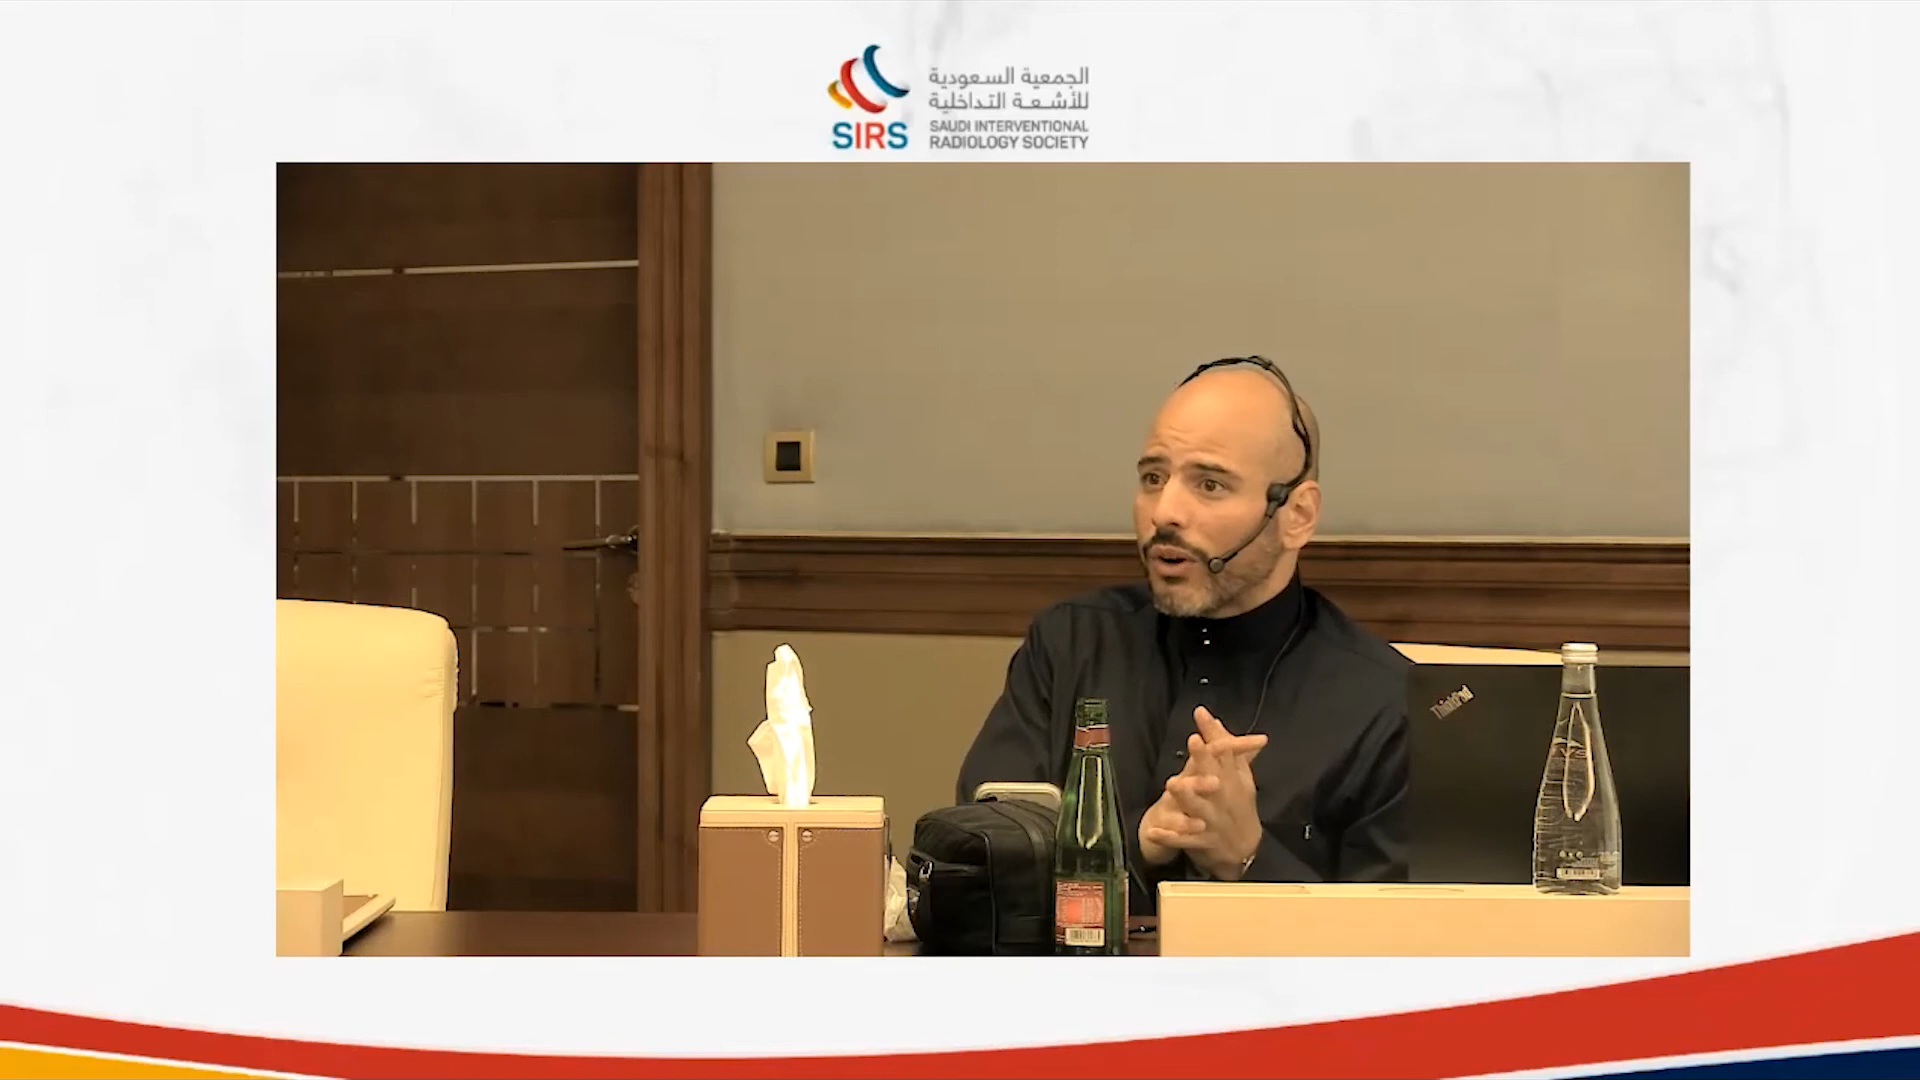 الجمعية السعودية
للأشعة التداخلية
SIRS
SAUDI INTERVENTIONAL
RADIOLOGY SOCIETY
ThinkPad